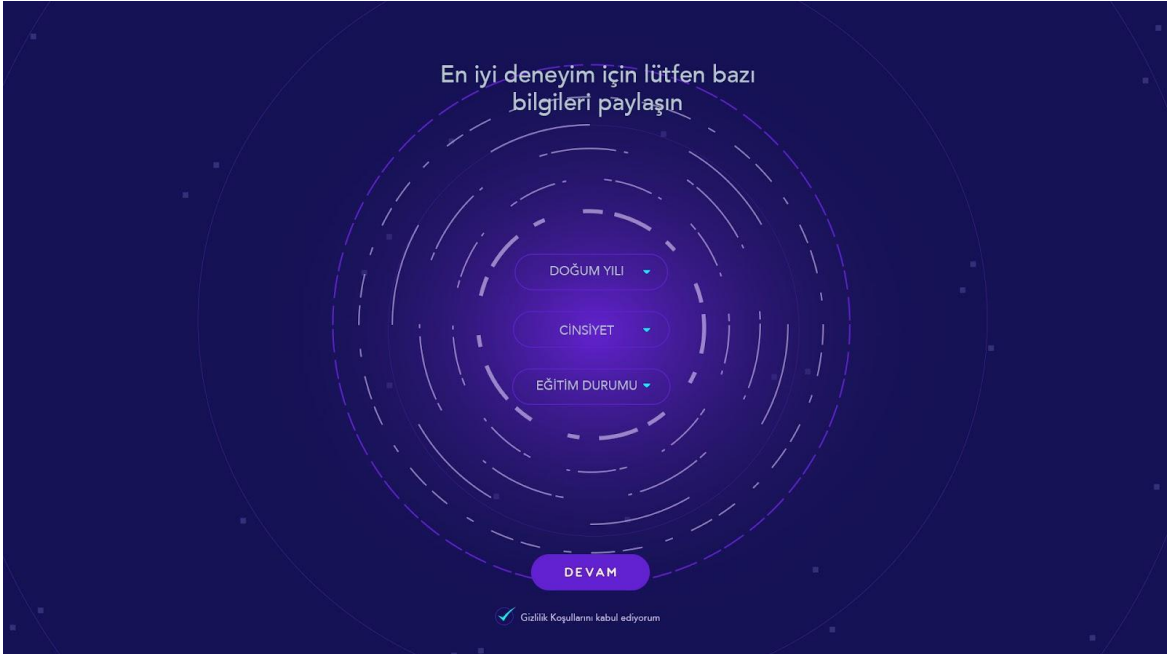 En iyi deneyim için lütfen bazı
bilgileri paylaşın
DOĞUM YILI
CİNSİYET
EĞİTİM DURUMU
DEVAM
Gizlilik Koşullarını kabul ediyorum